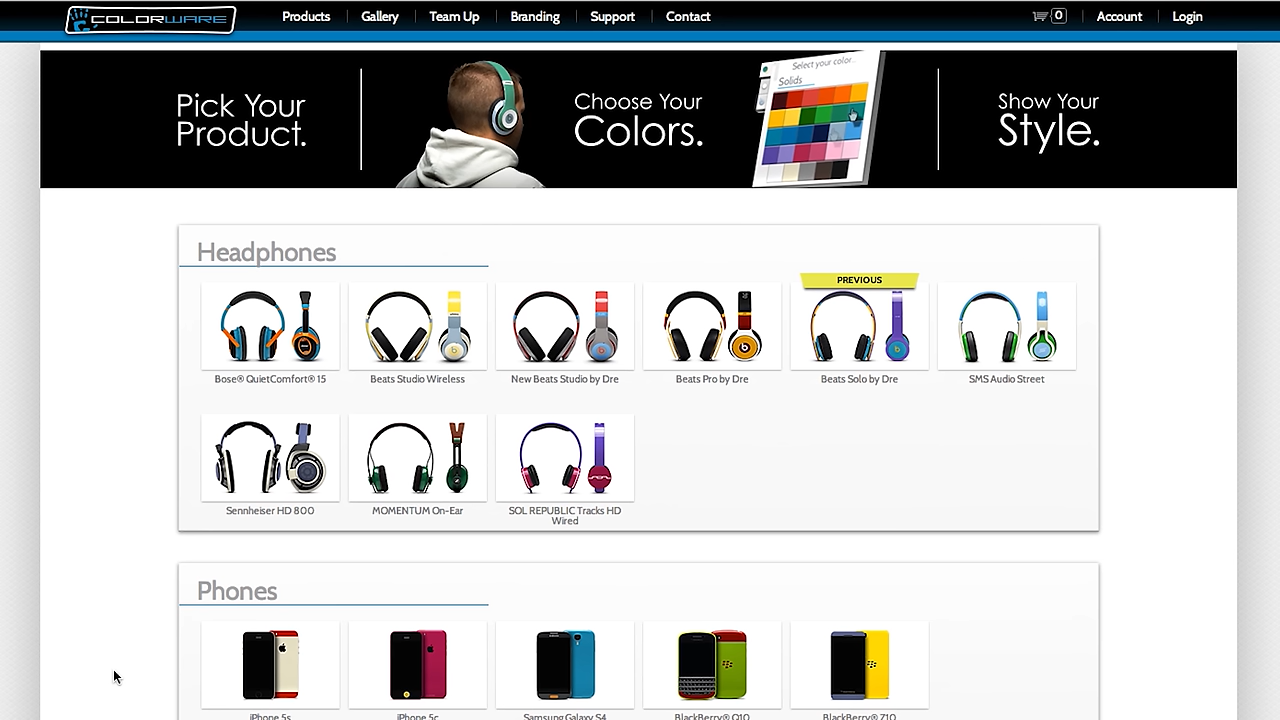 COLORWARE
Products
Gallery
Team Up
Branding
Support
Contact
0
Account
Login
Pick Your
Product.
Choose Your
Colors.
Select your color..
Solids
Show Your
Style.
Headphones
PREVIOUS
Bose® QuietComfort® 15
Beats Studio Wireless
New Beats Studio by Dre
Beats Pro by Dre
Beats Solo by Dre
SMS Audio Street
Sennheiser HD 800
MOMENTUM On-Ear
SOL REPUBLIC Tracks HD
Wired
Phones
iPhone 5s
iPhone 5c
Samsung Galaxy S4
BlackBerry® Q10
BlackBerry® Z10